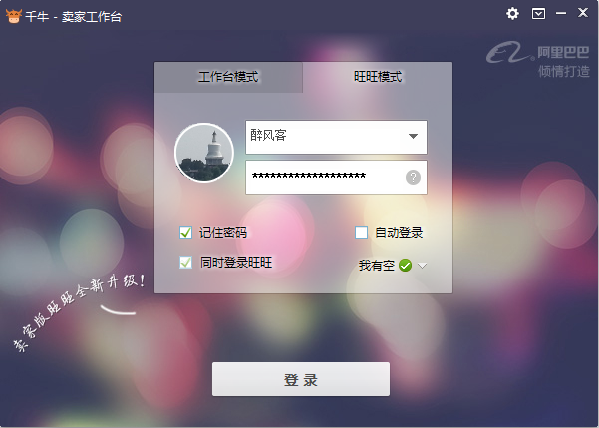 千牛 - 卖家工作台
阿里巴巴
倾情打造
工作台模式 旺旺模式
醉风客
*******************
?
记住密码 自动登录
同时登录旺旺 我有空
卖家版旺旺全新升级!
登 录